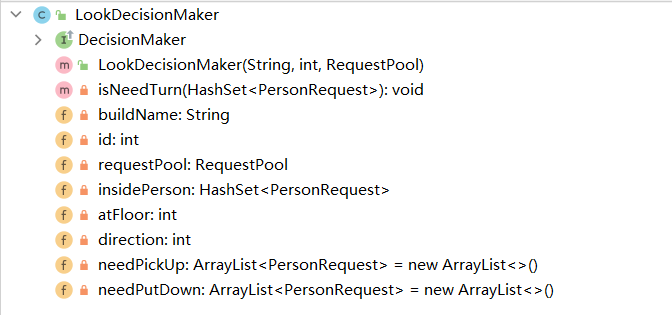 LookDecisionMaker
DecisionMaker
LookDecisionMaker(String, int, RequestPool)
isNeedTurn(HashSet<PersonRequest>): void
buildName: String
id: int
requestPool: RequestPool
insidePerson: HashSet<PersonRequest>
atFloor: int
direction: int
needPickUp: ArrayList<PersonRequest> = new ArrayList<>()
needPutDown: ArrayList<PersonRequest> = new ArrayList<>()